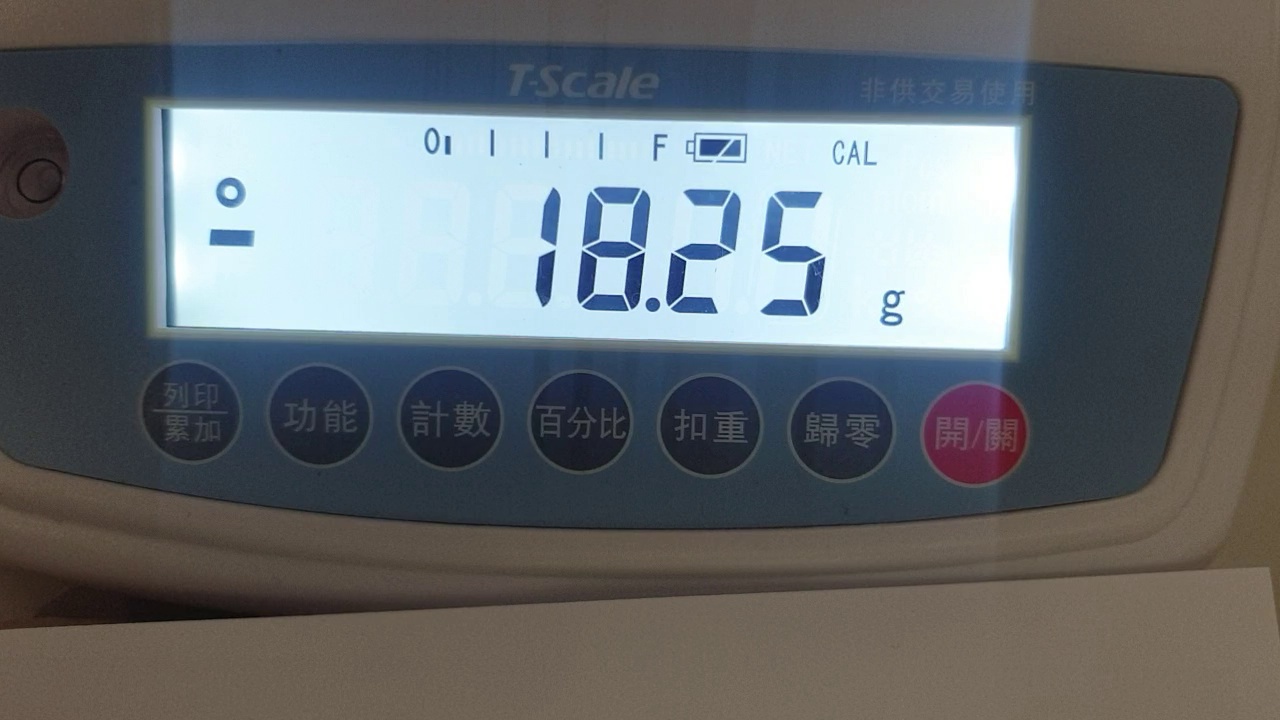 T-Scale
非供交易使用
0 F CAL
18.25 g
列印
累加
功能
計數
百分比
扣重
歸零
開/關